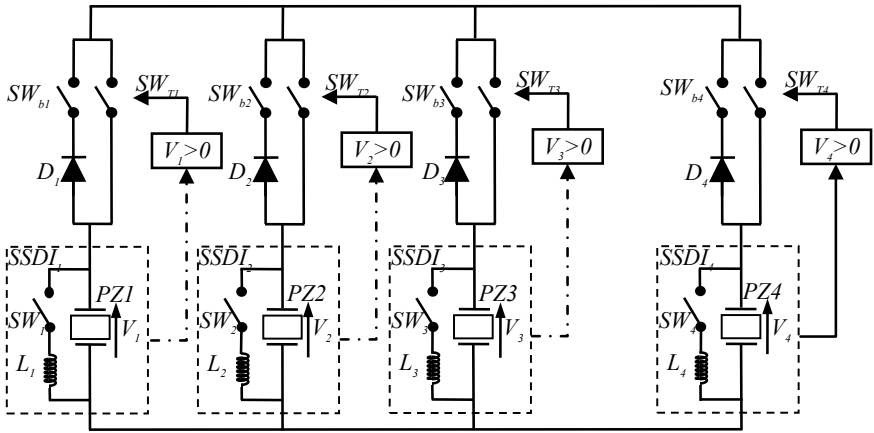 SW_b1 SW_T1 SW_b2 SW_T2 SW_b3 SW_T3 SW_b4 SW_T4
V_1>0 V_2>0 V_3>0 V_4>0
D_1 D_2 D_3 D_4
SSDI_1 SSDI_2 SSDI_3 SSDI_4
PZ1 PZ2 PZ3 PZ4
SW_1 V_1 SW_2 V_2 SW_3 V_3 SW_4 V_4
L_1 L_2 L_3 L_4